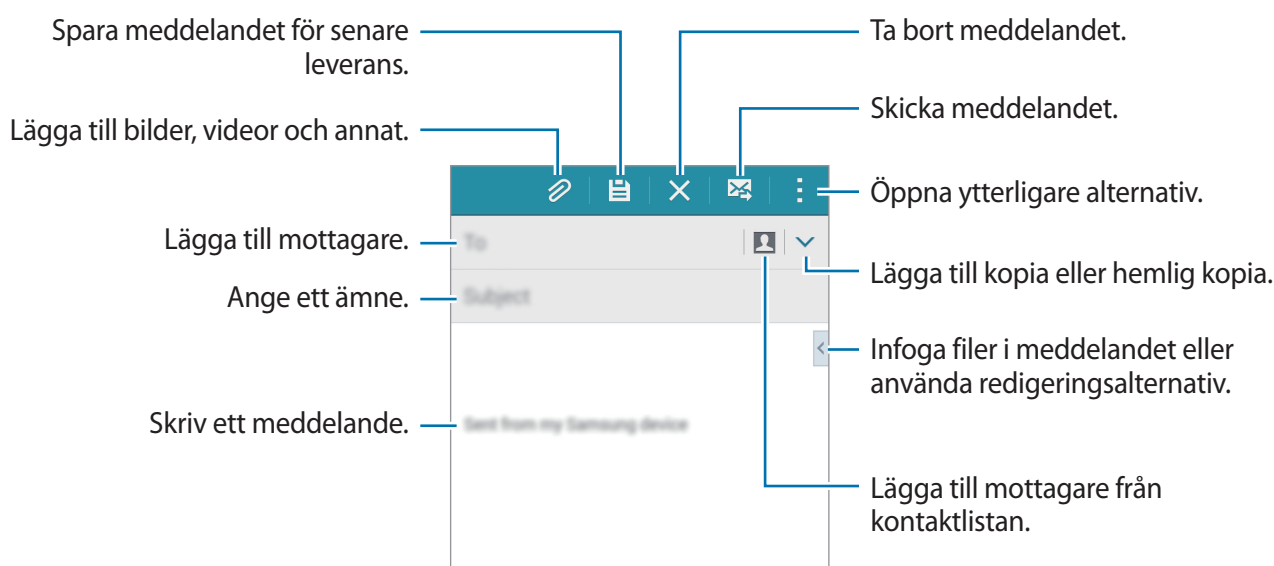 Spara meddelandet för senare
leverans.
Ta bort meddelandet.
Lägga till bilder, videor och annat.
Skicka meddelandet.
Öppna ytterligare alternativ.
Lägga till mottagare.
To
Lägga till kopia eller hemlig kopia.
Ange ett ämne.
Subject
Infoga filer i meddelandet eller
använda redigeringsalternativ.
Skriv ett meddelande.
Sent from my Samsung device
Lägga till mottagare från
kontaktlistan.